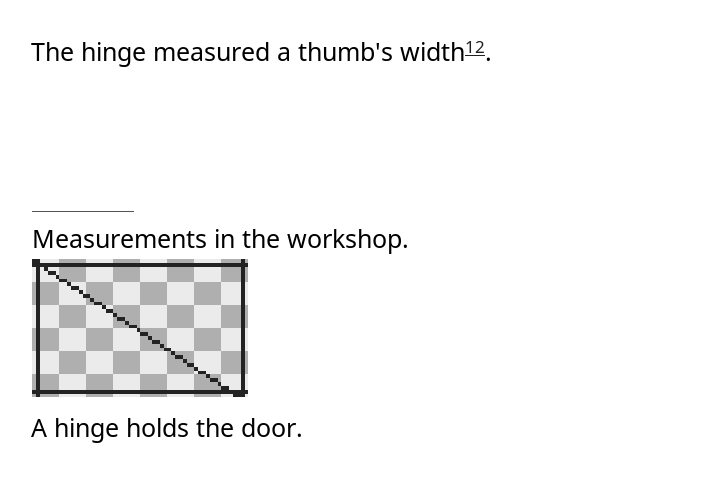 The hinge measured a thumb's width12.
Measurements in the workshop.
A hinge holds the door.